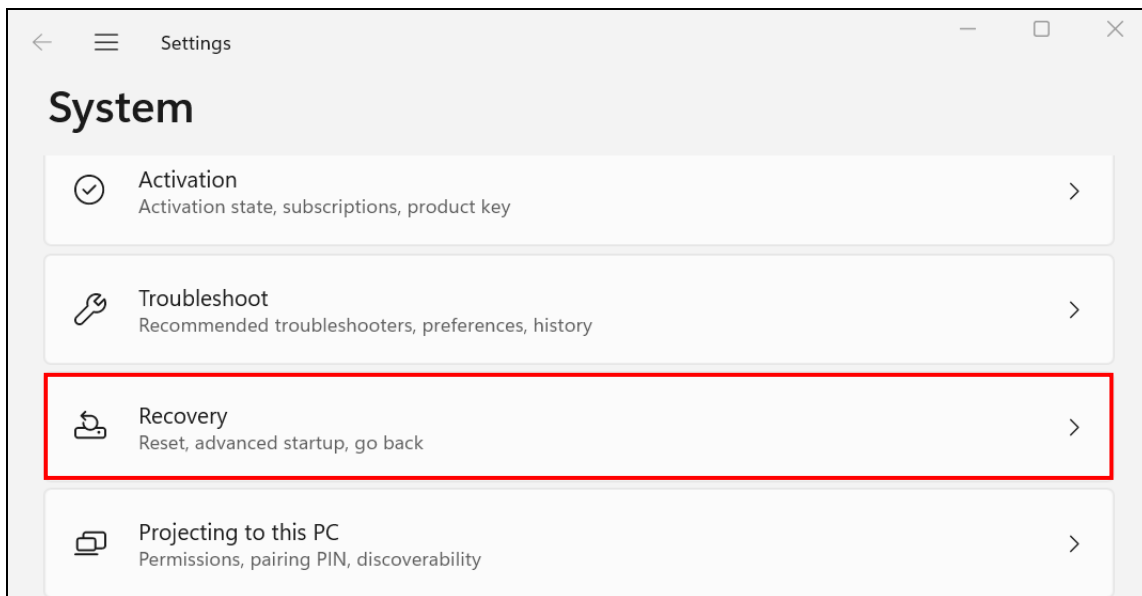 Settings
System
Activation
Activation state, subscriptions, product key
Troubleshoot
Recommended troubleshooters, preferences, history
Recovery
Reset, advanced startup, go back
Projecting to this PC
Permissions, pairing PIN, discoverability